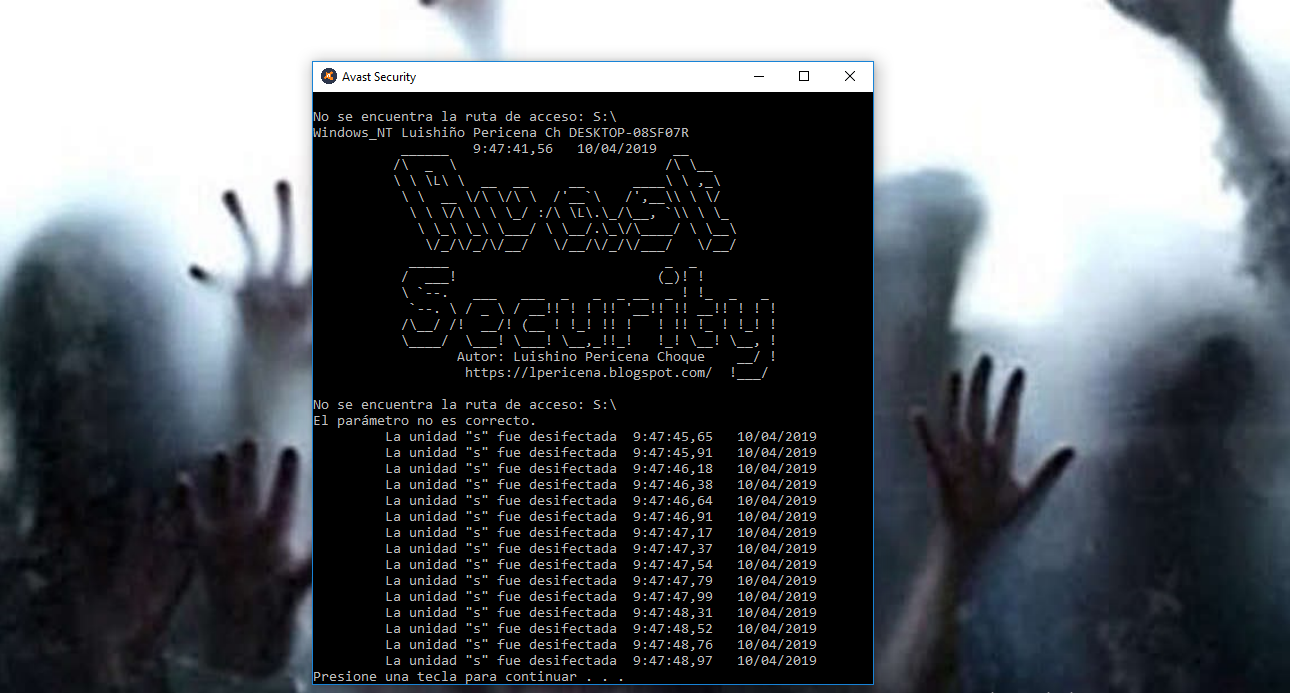 Avast Security
No se encuentra la ruta de acceso: S:\
Windows_NT Luishiño Pericena Ch DESKTOP-08SF07R
9:47:41,56 10/04/2019
Avast
Security
Autor: Luishino Pericena Choque
https://lpericena.blogspot.com/
No se encuentra la ruta de acceso: S:\
El parámetro no es correcto.
La unidad "s" fue desifectada 9:47:45,65 10/04/2019
La unidad "s" fue desifectada 9:47:45,91 10/04/2019
La unidad "s" fue desifectada 9:47:46,18 10/04/2019
La unidad "s" fue desifectada 9:47:46,38 10/04/2019
La unidad "s" fue desifectada 9:47:46,64 10/04/2019
La unidad "s" fue desifectada 9:47:46,91 10/04/2019
La unidad "s" fue desifectada 9:47:47,17 10/04/2019
La unidad "s" fue desifectada 9:47:47,37 10/04/2019
La unidad "s" fue desifectada 9:47:47,54 10/04/2019
La unidad "s" fue desifectada 9:47:47,79 10/04/2019
La unidad "s" fue desifectada 9:47:47,99 10/04/2019
La unidad "s" fue desifectada 9:47:48,31 10/04/2019
La unidad "s" fue desifectada 9:47:48,52 10/04/2019
La unidad "s" fue desifectada 9:47:48,76 10/04/2019
La unidad "s" fue desifectada 9:47:48,97 10/04/2019
Presione una tecla para continuar . . .